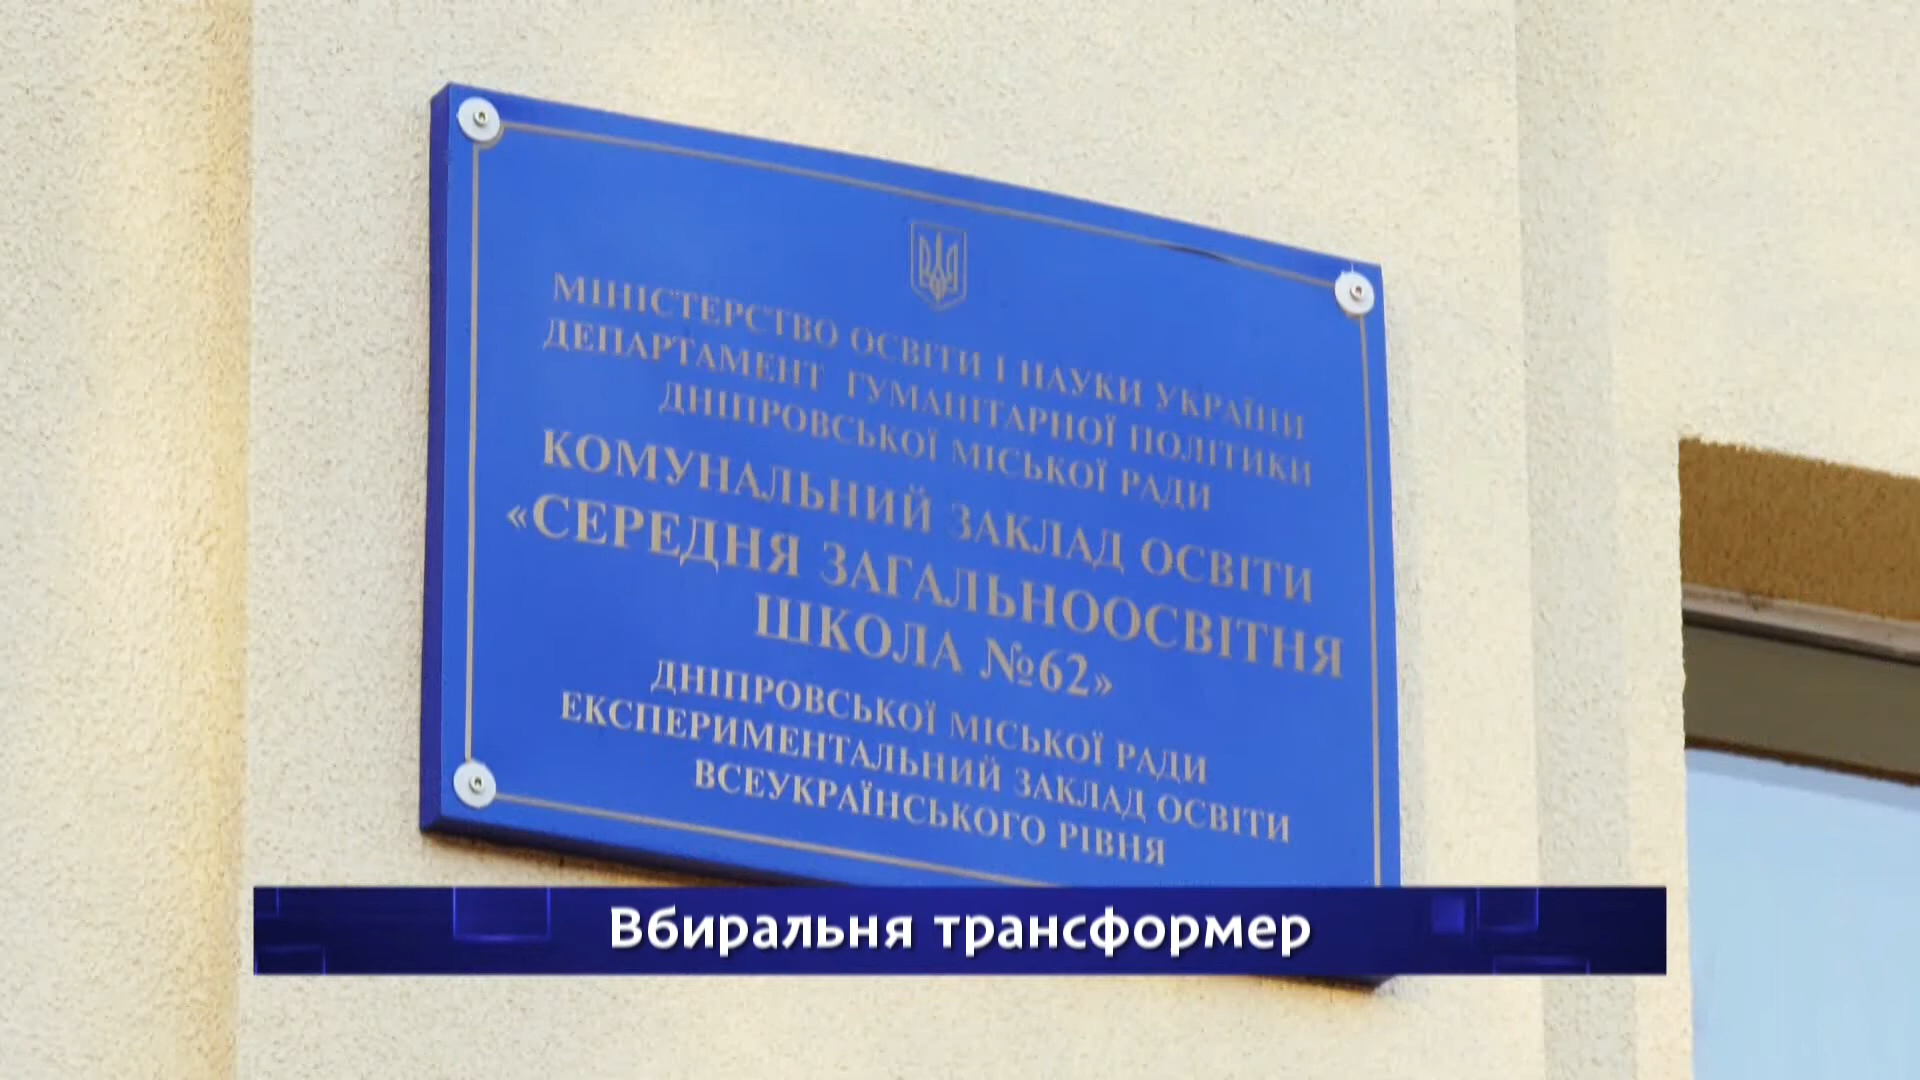 МІНІСТЕРСТВО ОСВІТИ І НАУКИ УКРАЇНИ
ДЕПАРТАМЕНТ ГУМАНІТАРНОЇ ПОЛІТИКИ
ДНІПРОВСЬКОЇ МІСЬКОЇ РАДИ
КОМУНАЛЬНИЙ ЗАКЛАД ОСВІТИ
«СЕРЕДНЯ ЗАГАЛЬНООСВІТНЯ
ШКОЛА №62»
ДНІПРОВСЬКОЇ МІСЬКОЇ РАДИ
ЕКСПЕРИМЕНТАЛЬНИЙ ЗАКЛАД ОСВІТИ
ВСЕУКРАЇНСЬКОГО РІВНЯ
Вбиральня трансформер